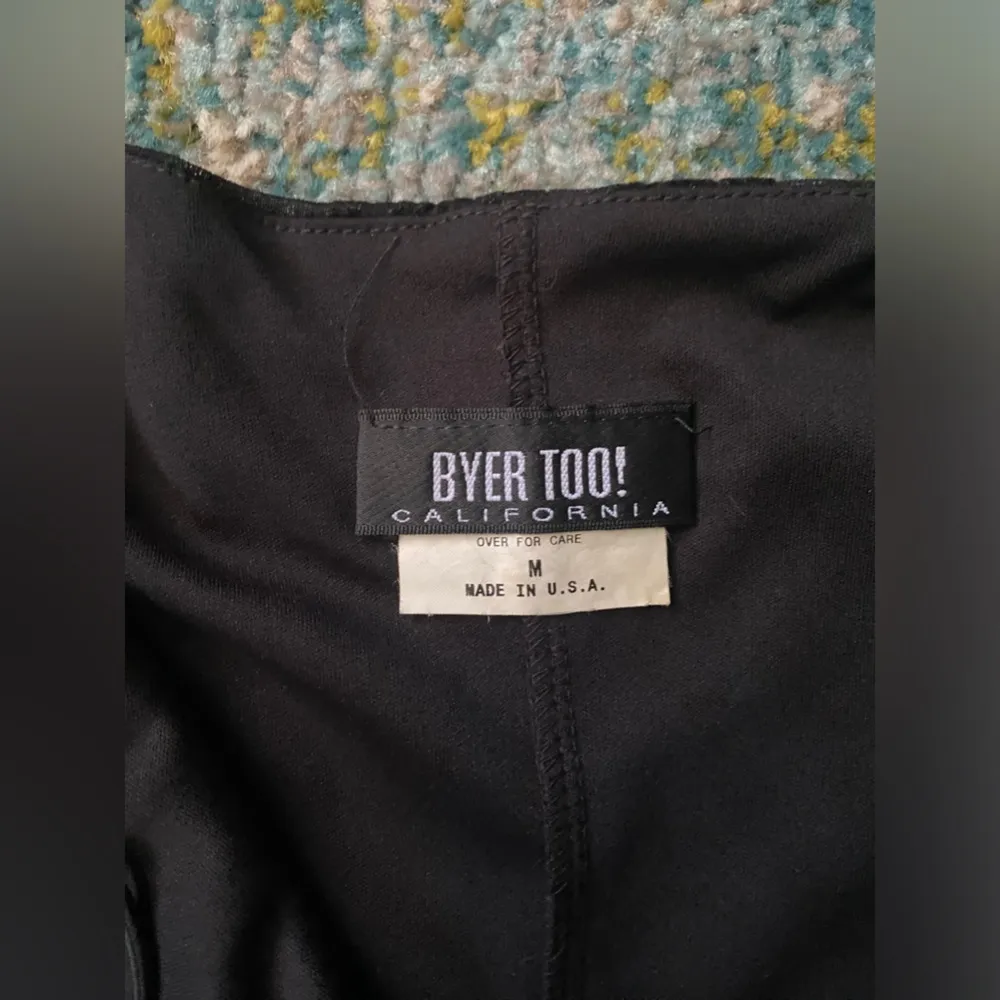 BYER TOO!
CALIFORNIA
OVER FOR CARE
M
MADE IN U.S.A.